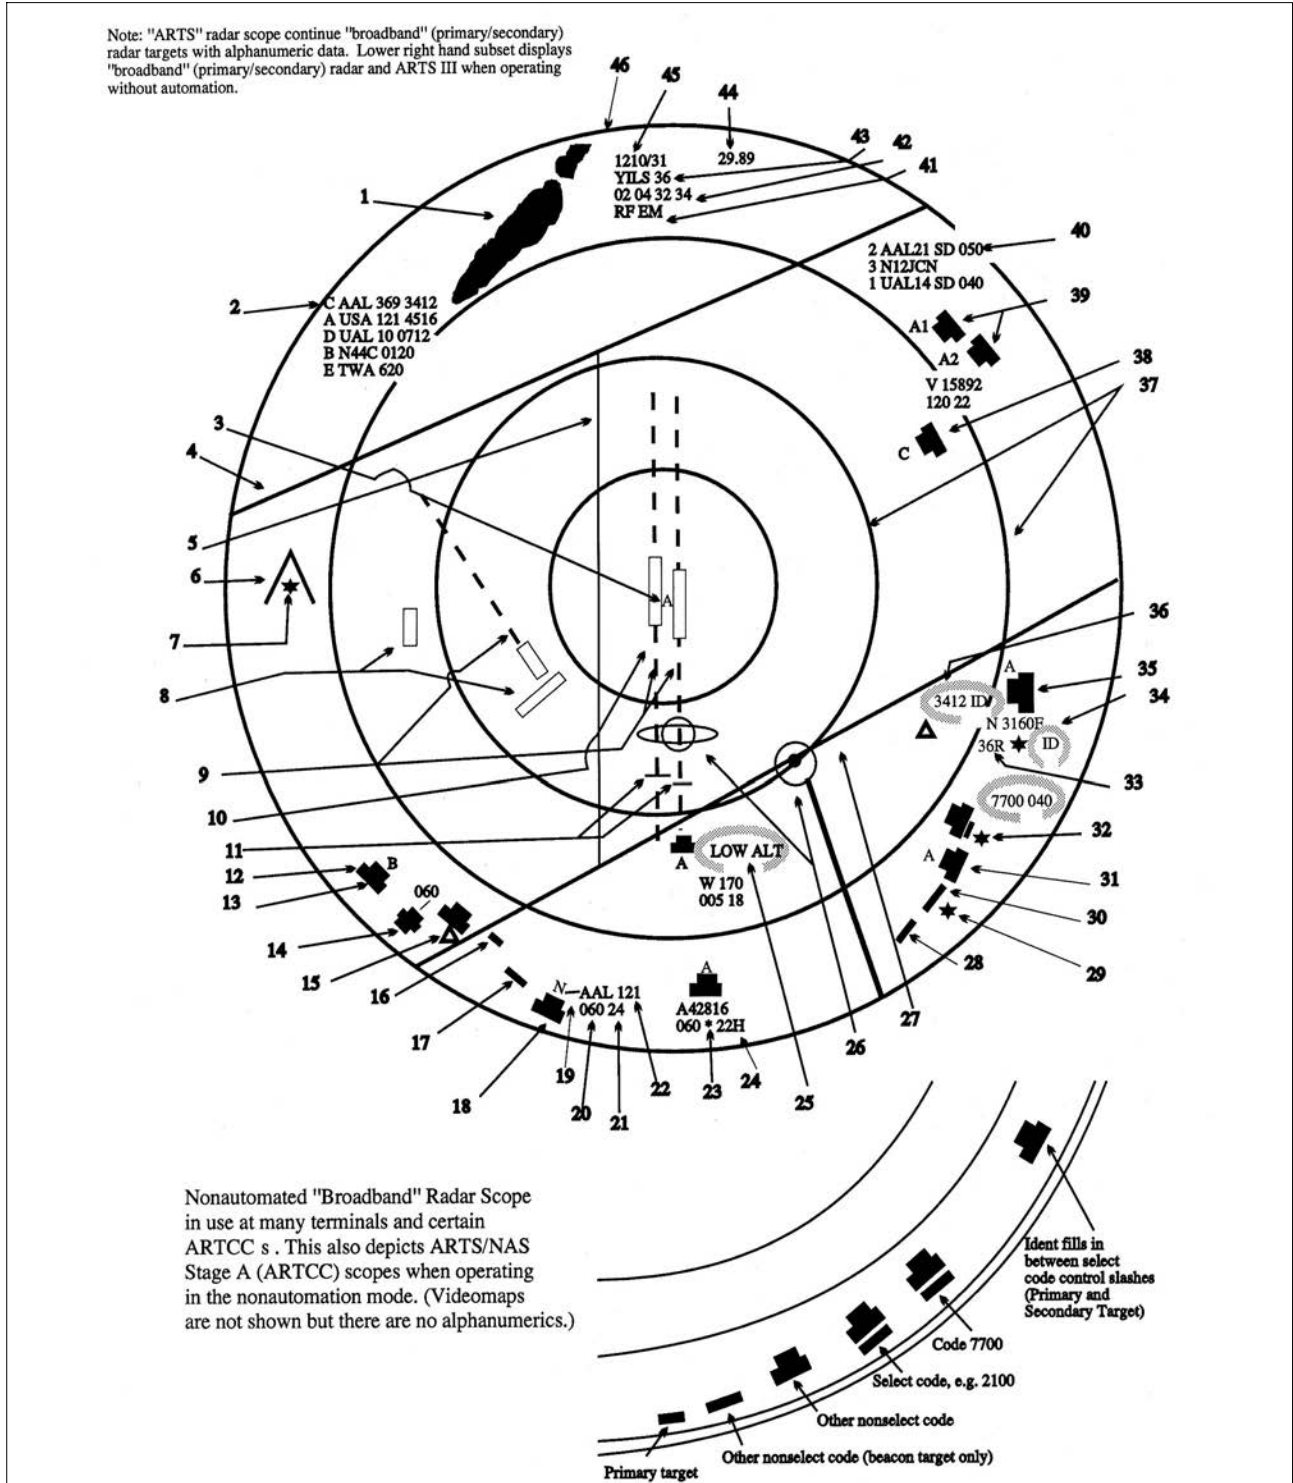 Note: "ARTS" radar scope continue "broadband" (primary/secondary)
radar targets with alphanumeric data. Lower right hand subset displays
"broadband" (primary/secondary) radar and ARTS III when operating
without automation.
46
45
44
43
42
41
1210/31
29.89
YILS 36
02 04 32 34
RF EM
1
40
2 AAL21 SD 050
3 N12JCN
1 UAL14 SD 040
2
C AAL 369 3412
A USA 121 4516
D UAL 10 0712
B N44C 0120
E TWA 620
39
A1
A2
38
V 15892
120 22
37
C
3
4
5
6
7
A
8
36
35
A
3412 ID
34
N 3160F
36R
ID
33
7700 040
9
10
11
32
31
A
LOW ALT
A
W 170
005 18
12
B
13
060
14
15
16
30
29
28
27
26
17
N
AAL 121
060 24
A
A42816
060 * 22H
18
19
20
21
22
23
24
25
Nonautomated "Broadband" Radar Scope
in use at many terminals and certain
ARTCC s . This also depicts ARTS/NAS
Stage A (ARTCC) scopes when operating
in the nonautomation mode. (Videomaps
are not shown but there are no alphanumerics.)
Ident fills in
between select
code control slashes
(Primary and
Secondary Target)
Code 7700
Select code, e.g. 2100
Other nonselect code
Other nonselect code (beacon target only)
Primary target